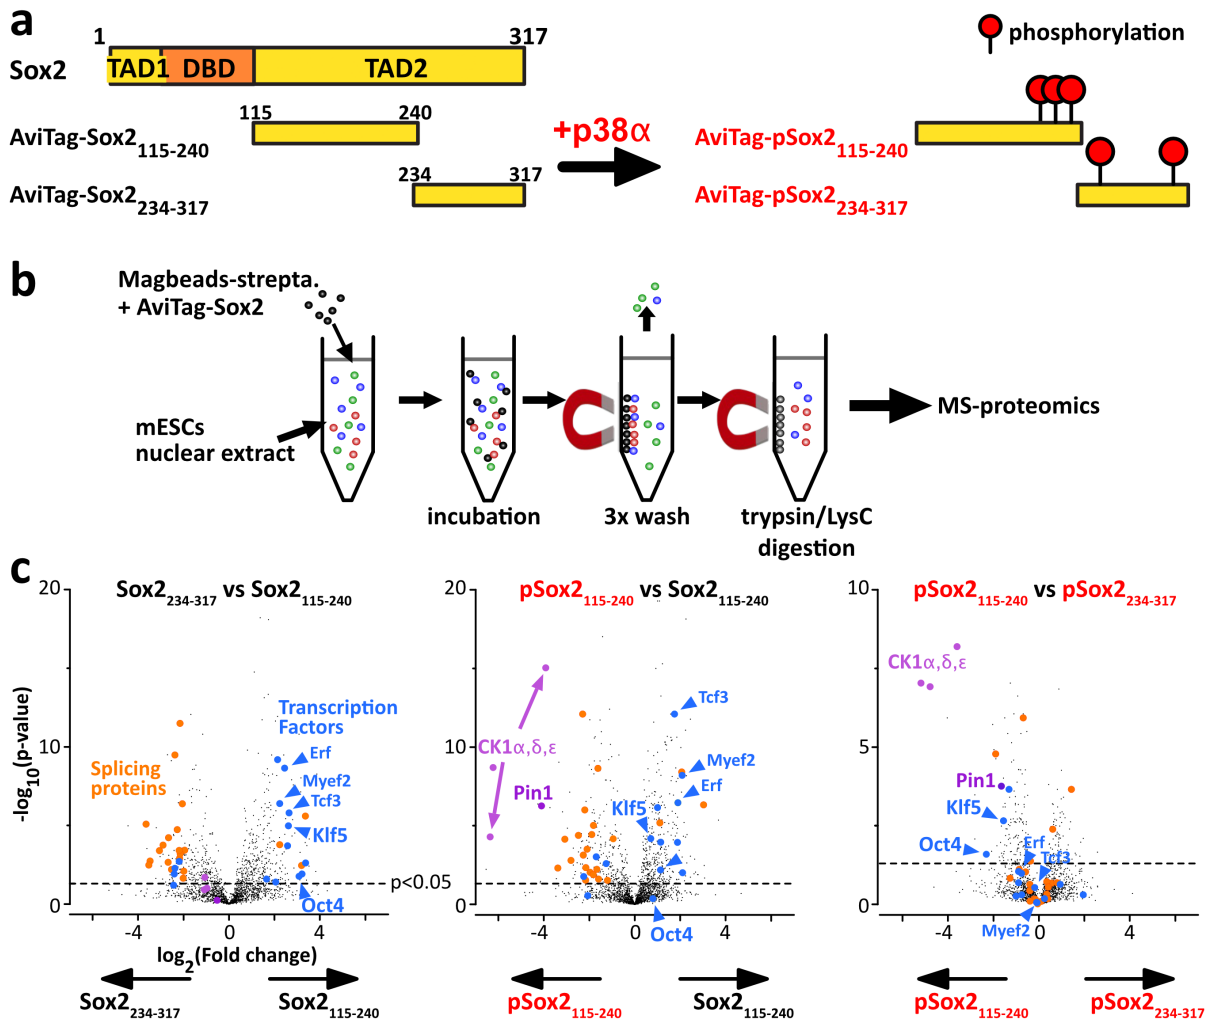 a
1 317
Sox2 TAD1 DBD TAD2
phosphorylation
115 240
AviTag-Sox2115-240
+p38α
AviTag-pSox2115-240
234 317
AviTag-Sox2234-317
AviTag-pSox2234-317
b
Magbeads-strepta.
+ AviTag-Sox2
mESCs
nuclear extract
incubation
3x wash
trypsin/LysC
digestion
MS-proteomics
c
Sox2234-317 vs Sox2115-240
20
10
0
-log10(p-value)
Transcription
Factors
Erf
Myef2
Tcf3
Klf5
Oct4
Splicing
proteins
p<0.05
-4 0 4
log2(Fold change)
Sox2234-317
Sox2115-240
pSox2115-240 vs Sox2115-240
20
10
0
Tcf3
CK1α,δ,ε
Myef2
Erf
Pin1
Klf5
Oct4
-4 0 4
pSox2115-240
Sox2115-240
pSox2115-240 vs pSox2234-317
10
5
0
CK1α,δ,ε
Pin1
Klf5
Oct4
Erf
Tcf3
Myef2
-4 0 4
pSox2115-240
pSox2234-317